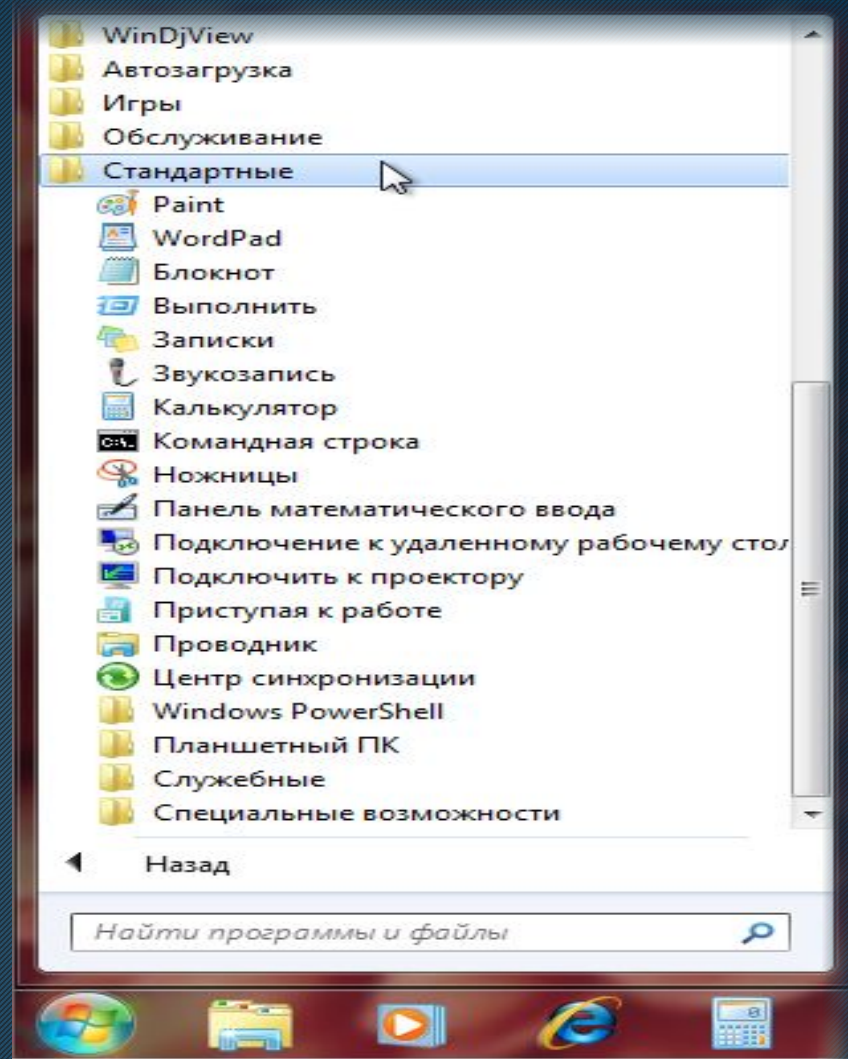 WinDjView
Автозагрузка
Игры
Обслуживание
Стандартные
Paint
WordPad
Блокнот
Выполнить
Записки
Звукозапись
Калькулятор
C:\.
Командная строка
Ножницы
Панель математического ввода
Подключение к удаленному рабочему стол
Подключить к проектору
Приступая к работе
Проводник
Центр синхронизации
Windows PowerShell
Планшетный ПК
Служебные
Специальные возможности
Назад
Найти программы и файлы